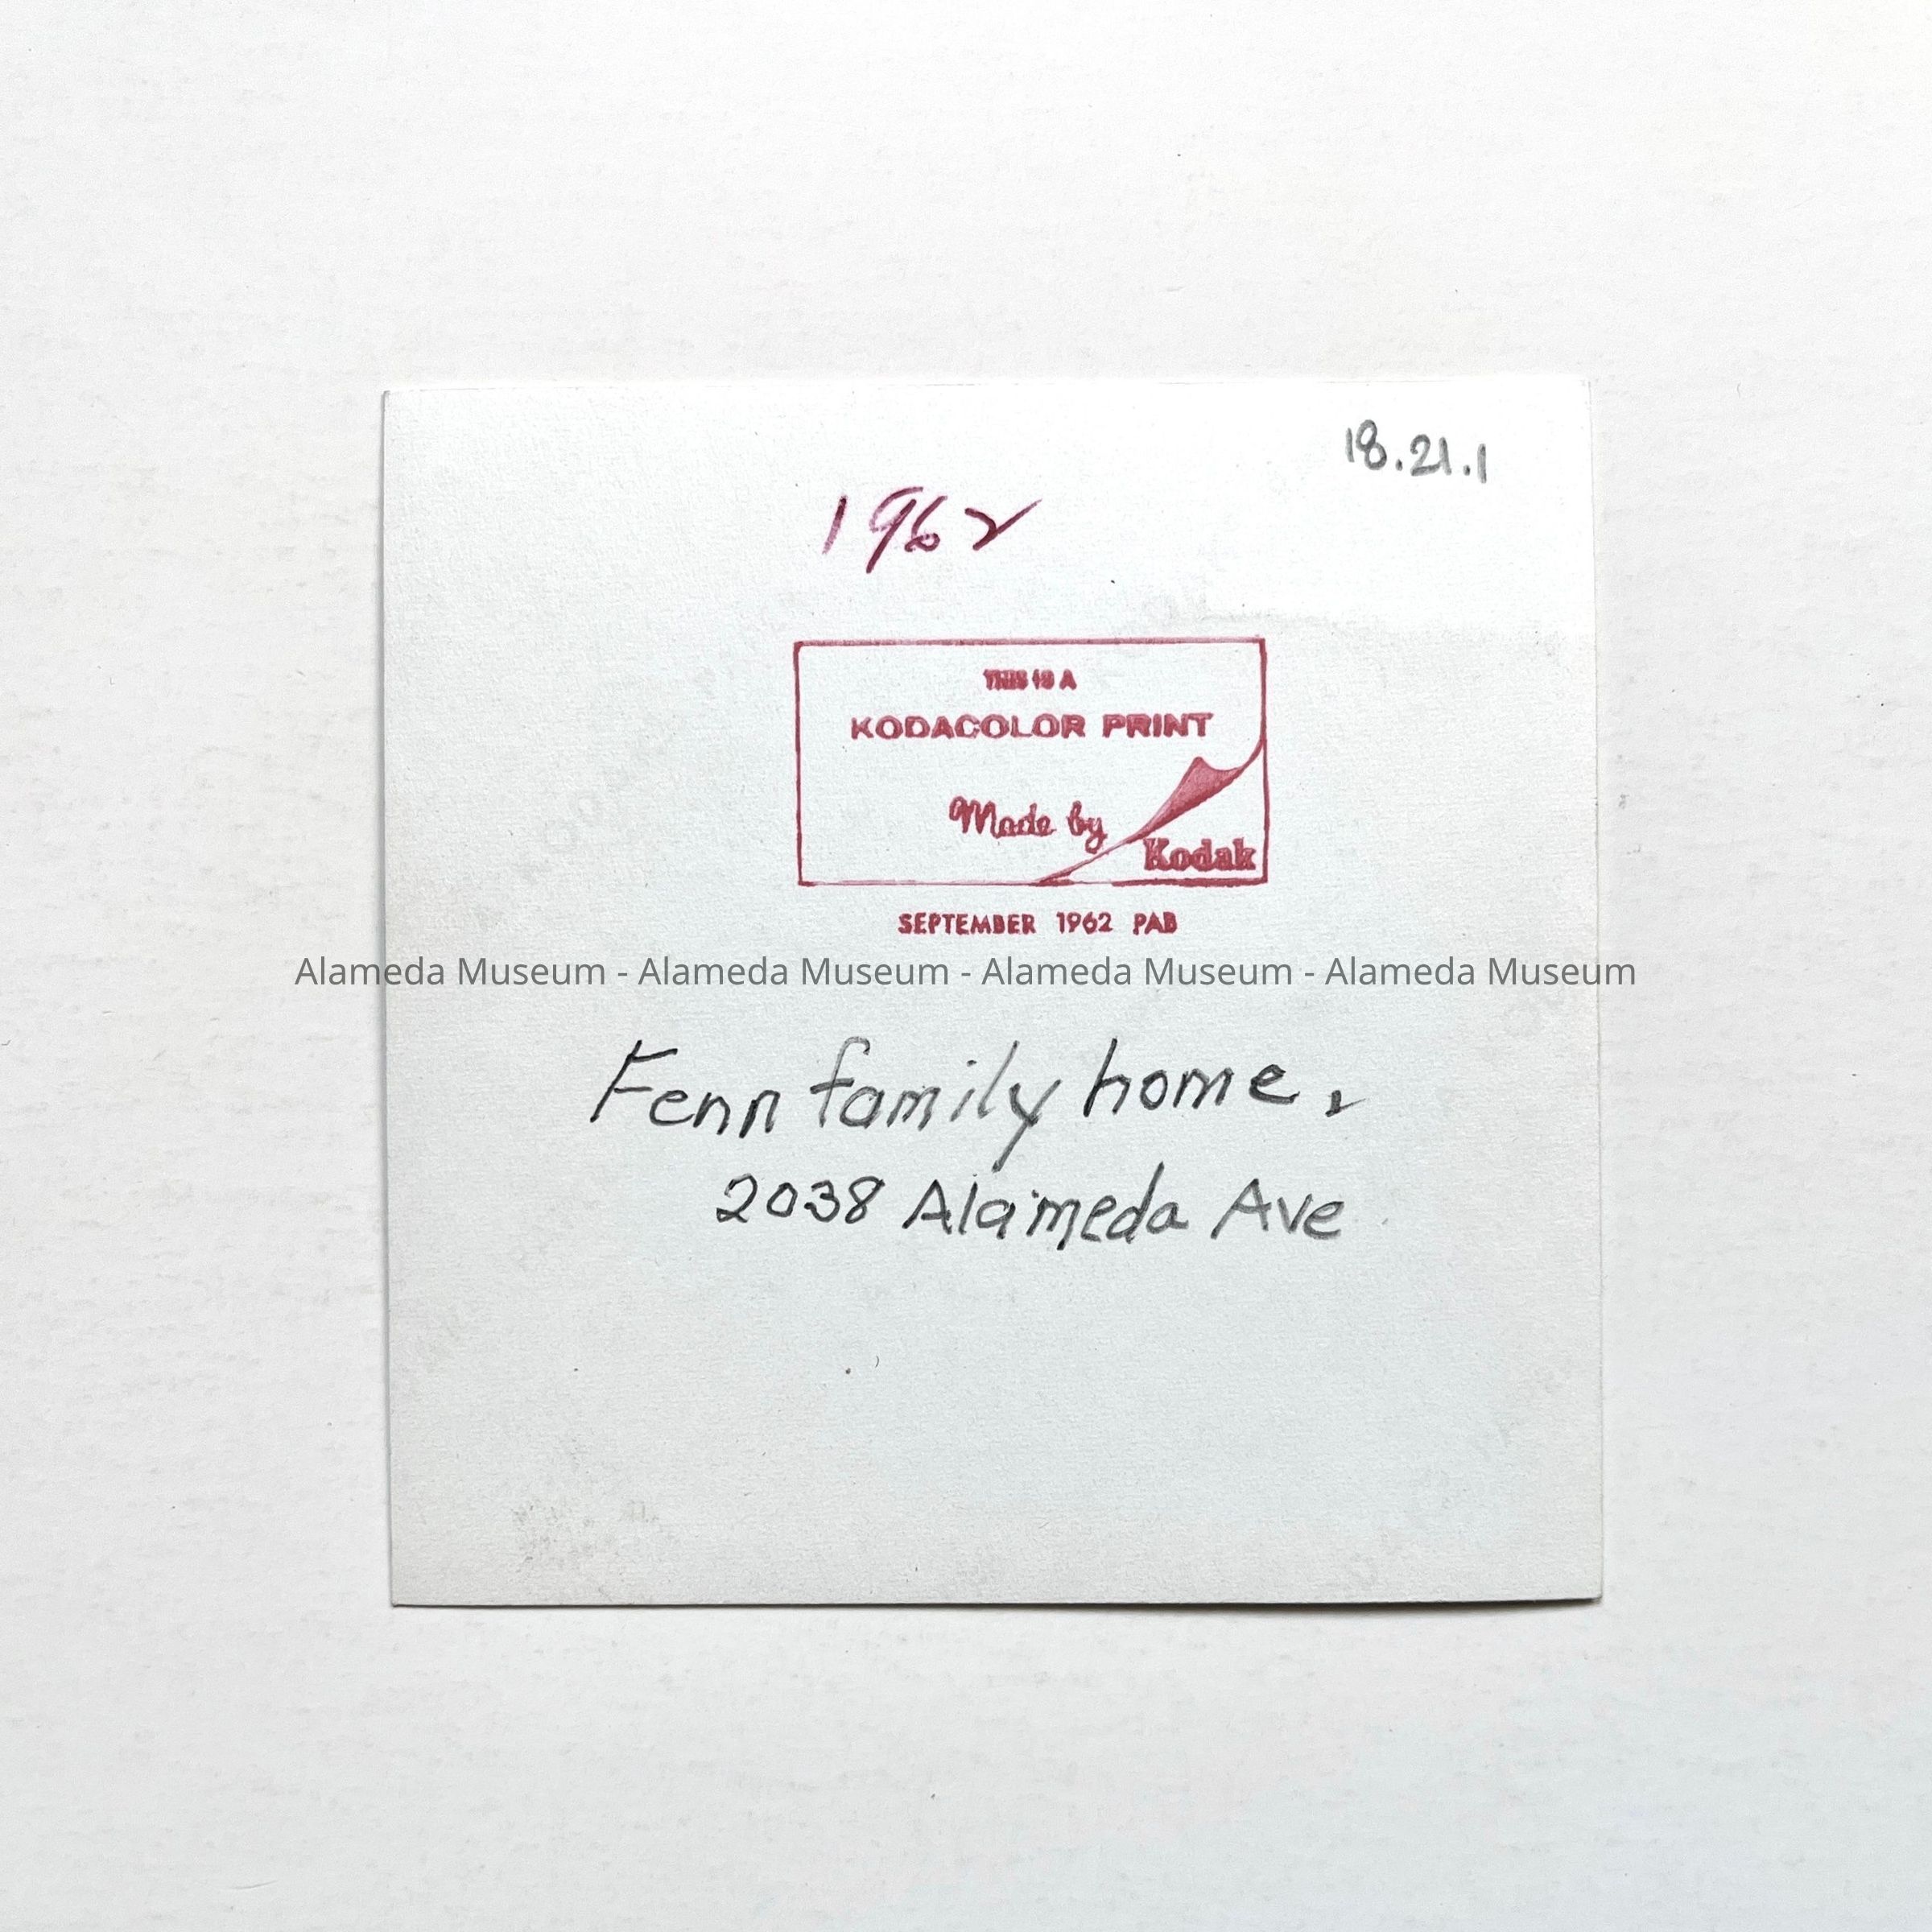 18.21.1
1962
THIS IS A
KODACOLOR PRINT
Made by
Kodak
SEPTEMBER 1962 PAB
Alameda Museum - Alameda Museum - Alameda Museum - Alameda Museum
Fenn family home,
2038 Alameda Ave